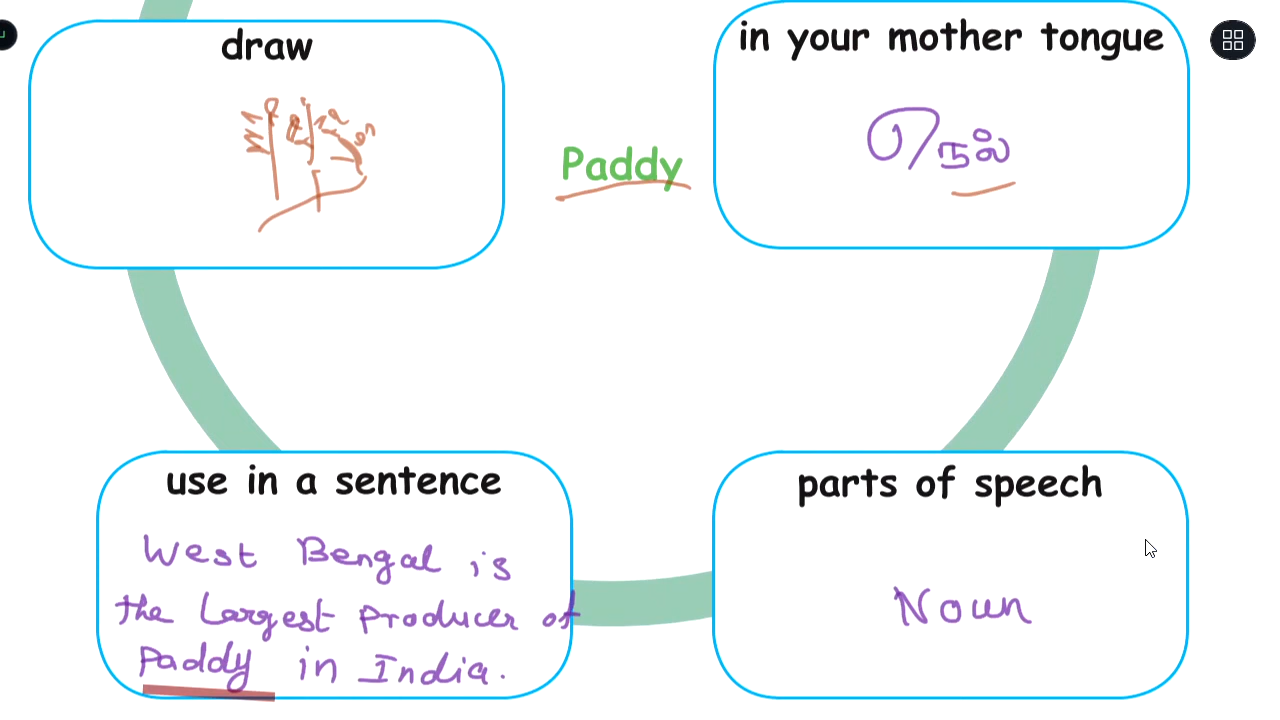 draw
in your mother tongue
நெல்
Paddy
use in a sentence
West Bengal is
the largest producer of
Paddy in India.
parts of speech
Noun